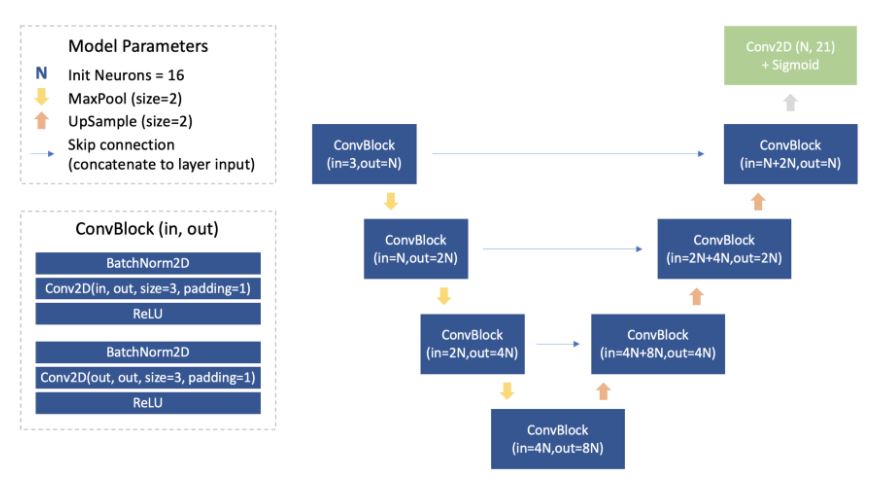 Model Parameters
N Init Neurons = 16
MaxPool (size=2)
UpSample (size=2)
Skip connection
(concatenate to layer input)
ConvBlock (in, out)
BatchNorm2D
Conv2D(in, out, size=3, padding=1)
ReLU
BatchNorm2D
Conv2D(out, out, size=3, padding=1)
ReLU
ConvBlock
(in=3,out=N)
ConvBlock
(in=N,out=2N)
ConvBlock
(in=2N,out=4N)
ConvBlock
(in=4N,out=8N)
ConvBlock
(in=4N+8N,out=4N)
ConvBlock
(in=2N+4N,out=2N)
ConvBlock
(in=N+2N,out=N)
Conv2D (N, 21)
+ Sigmoid